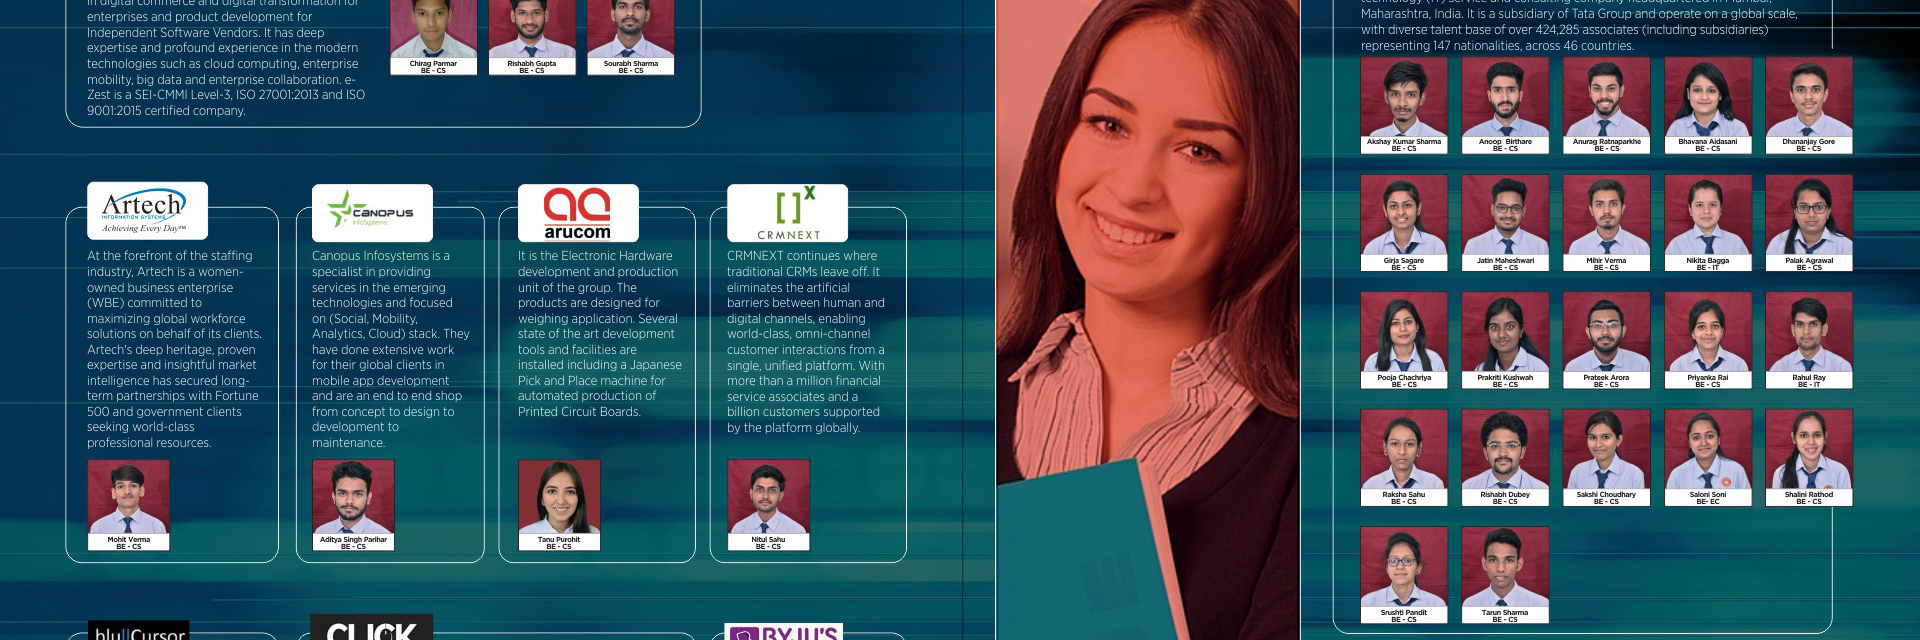 in digital commerce and digital transformation for
enterprises and product development for
Independent Software Vendors. It has deep
expertise and profound experience in the modern
technologies such as cloud computing, enterprise
mobility, big data and enterprise collaboration. e-
Zest is a SEI-CMMI Level-3, ISO 27001:2013 and ISO
9001:2015 certified company.
Chirag Parmar
BE - CS
Rishabh Gupta
BE - CS
Sourabh Sharma
BE - CS
Artech
INFORMATION SYSTEMS
Achieving Every Day℠
At the forefront of the staffing
industry, Artech is a women-
owned business enterprise
(WBE) committed to
maximizing global workforce
solutions on behalf of its clients.
Artech's deep heritage, proven
expertise and insightful market
intelligence has secured long-
term partnerships with Fortune
500 and government clients
seeking world-class
professional resources.
Mohit Verma
BE - CS
CANOPUS
InfoSystems
Canopus Infosystems is a
specialist in providing
services in the emerging
technologies and focused
on (Social, Mobility,
Analytics, Cloud) stack. They
have done extensive work
for their global clients in
mobile app development
and are an end to end shop
from concept to design to
development to
maintenance.
Aditya Singh Parihar
BE - CS
arucom
It is the Electronic Hardware
development and production
unit of the group. The
products are designed for
weighing application. Several
state of the art development
tools and facilities are
installed including a Japanese
Pick and Place machine for
automated production of
Printed Circuit Boards.
Tanu Purohit
BE - CS
[ ]x
CRMNEXT
CRMNEXT continues where
traditional CRMs leave off. It
eliminates the artificial
barriers between human and
digital channels, enabling
world-class, omni-channel
customer interactions from a
single, unified platform. With
more than a million financial
service associates and a
billion customers supported
by the platform globally.
Nitul Sahu
BE - CS
bluCursor
CLICK
BYJU'S
technology (IT) service and consulting company headquartered in Mumbai,
Maharashtra, India. It is a subsidiary of Tata Group and operate on a global scale,
with diverse talent base of over 424,285 associates (including subsidiaries)
representing 147 nationalities, across 46 countries.
Akshay Kumar Sharma
BE - CS
Anoop Birthare
BE - CS
Anurag Ratnaparkhe
BE - CS
Bhavana Aidasani
BE - CS
Dhananjay Gore
BE - CS
Girja Sagare
BE - CS
Jatin Maheshwari
BE - CS
Mihir Verma
BE - CS
Nikita Bagga
BE - IT
Palak Agrawal
BE - CS
Pooja Chachriya
BE - CS
Prakriti Kushwah
BE - CS
Prateek Arora
BE - CS
Priyanka Rai
BE - CS
Rahul Ray
BE - IT
Raksha Sahu
BE - CS
Rishabh Dubey
BE - CS
Sakshi Choudhary
BE - CS
Saloni Soni
BE- EC
Shalini Rathod
BE - CS
Srushti Pandit
BE - CS
Tarun Sharma
BE - CS